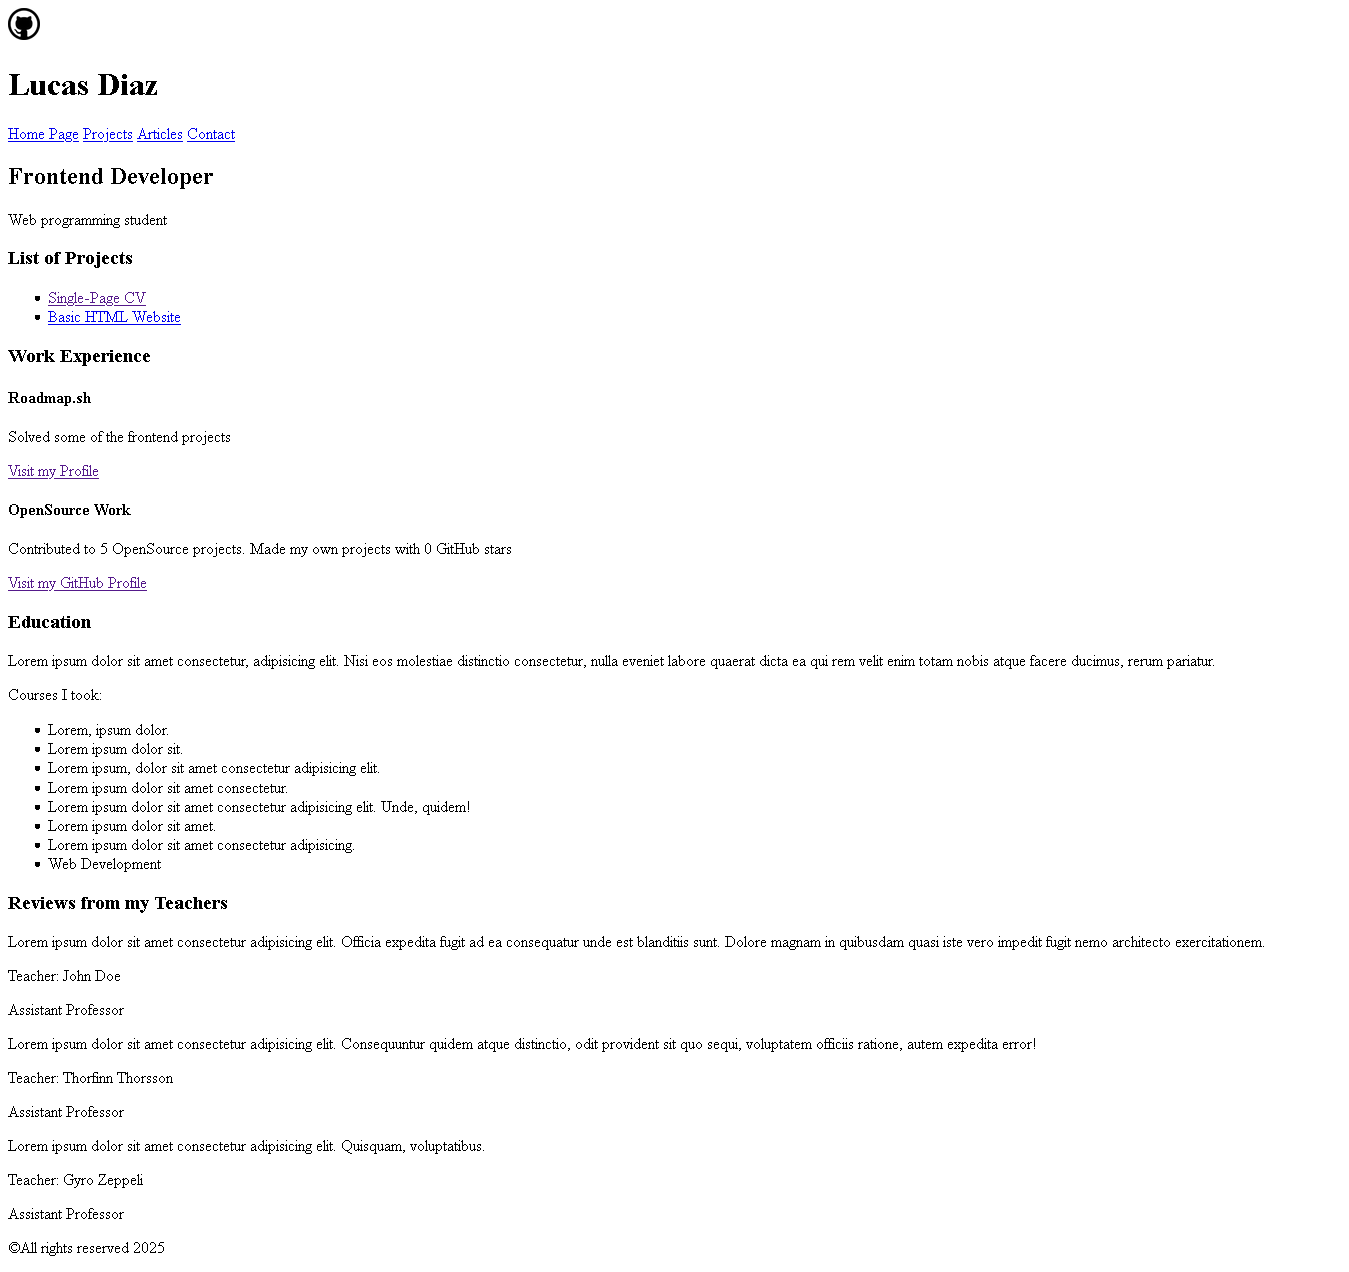 Lucas Diaz
Home Page Projects Articles Contact
Frontend Developer
Web programming student
List of Projects
Single-Page CV
Basic HTML Website
Work Experience
Roadmap.sh
Solved some of the frontend projects
Visit my Profile
OpenSource Work
Contributed to 5 OpenSource projects. Made my own projects with 0 GitHub stars
Visit my GitHub Profile
Education
Lorem ipsum dolor sit amet consectetur, adipisicing elit. Nisi eos molestiae distinctio consectetur, nulla eveniet labore quaerat dicta ea qui rem velit enim totam nobis atque facere ducimus, rerum pariatur.
Courses I took:
Lorem, ipsum dolor.
Lorem ipsum dolor sit.
Lorem ipsum, dolor sit amet consectetur adipisicing elit.
Lorem ipsum dolor sit amet consectetur.
Lorem ipsum dolor sit amet consectetur adipisicing elit. Unde, quidem!
Lorem ipsum dolor sit amet.
Lorem ipsum dolor sit amet consectetur adipisicing.
Web Development
Reviews from my Teachers
Lorem ipsum dolor sit amet consectetur adipisicing elit. Officia expedita fugit ad ea consequatur unde est blanditiis sunt. Dolore magnam in quibusdam quasi iste vero impedit fugit nemo architecto exercitationem.
Teacher: John Doe
Assistant Professor
Lorem ipsum dolor sit amet consectetur adipisicing elit. Consequuntur quidem atque distinctio, odit provident sit quo sequi, voluptatem officiis ratione, autem expedita error!
Teacher: Thorfinn Thorsson
Assistant Professor
Lorem ipsum dolor sit amet consectetur adipisicing elit. Quisquam, voluptatibus.
Teacher: Gyro Zeppeli
Assistant Professor
©All rights reserved 2025